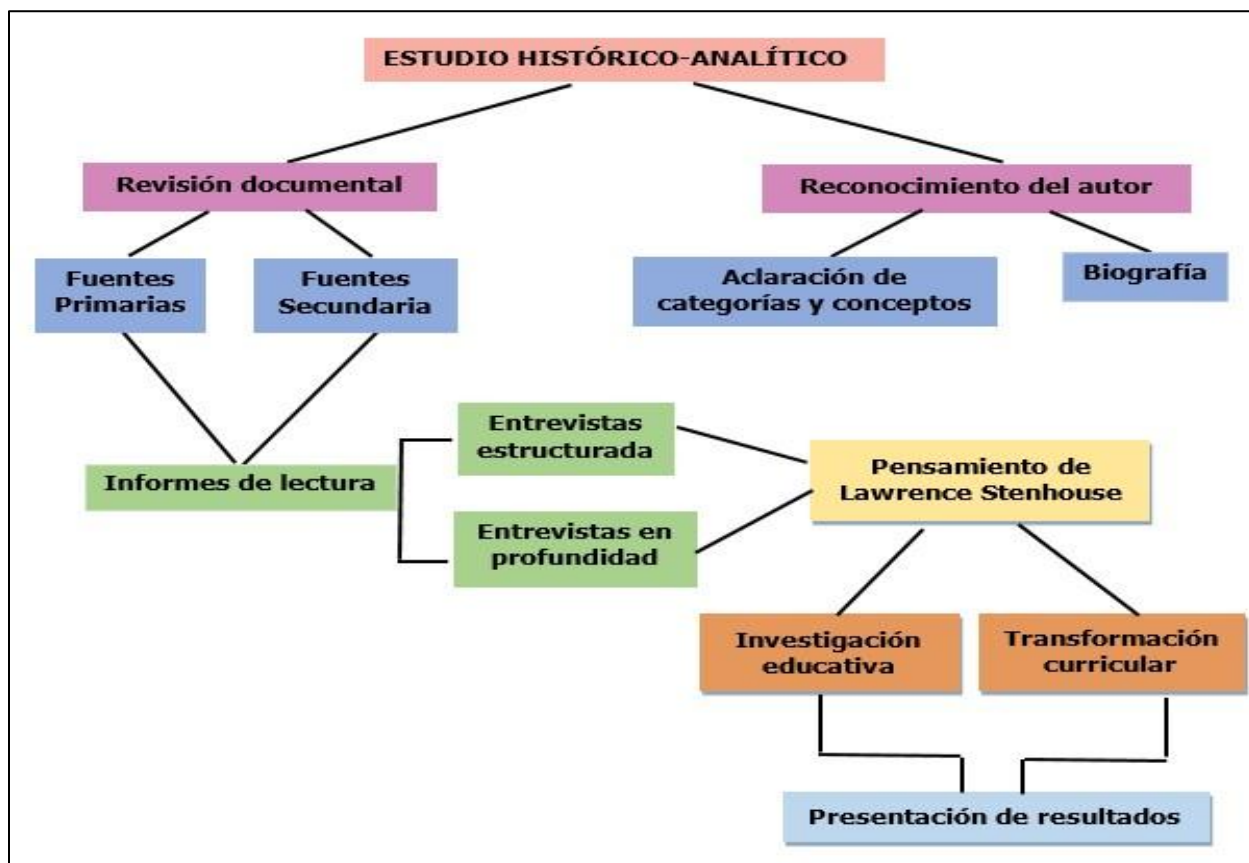 ESTUDIO HISTÓRICO-ANALÍTICO
Revisión documental
Reconocimiento del autor
Fuentes
Primarias
Fuentes
Secundaria
Aclaración de
categorías y conceptos
Biografía
Informes de lectura
Entrevistas
estructurada
Entrevistas en
profundidad
Pensamiento de
Lawrence Stenhouse
Investigación
educativa
Transformación
curricular
Presentación de resultados